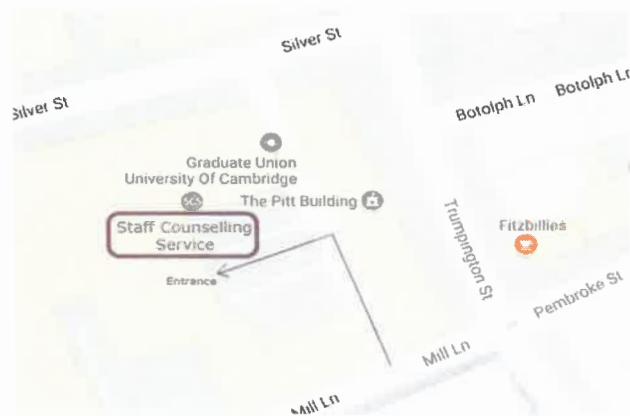 Silver St
Silver St
Botolph Ln
Botolph Ln
Graduate Union
University Of Cambridge
The Pitt Building
Staff Counselling
Service
Entrance
Trumpington St
Fitzbillies
Pembroke St
Mill Ln
Mill Ln